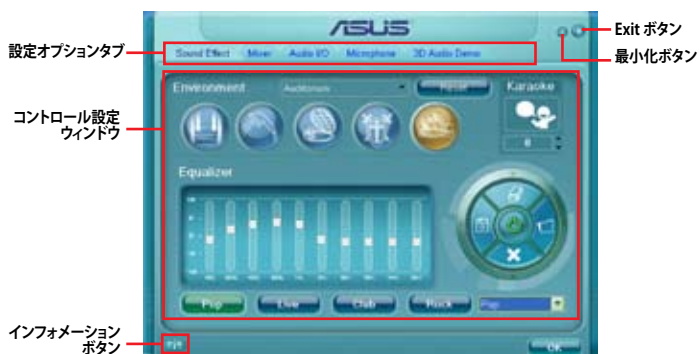 ASUS
Exit ボタン
最小化ボタン
設定オプションタブ
Sound Effect Mixer Audio I/O Microphone 3D Audio Demo
コントロール設定
ウィンドウ
Environment Auditorium Reset Karaoke
0
Equalizer
Pop Live Club Rock Pop
インフォメーション
ボタン
OK